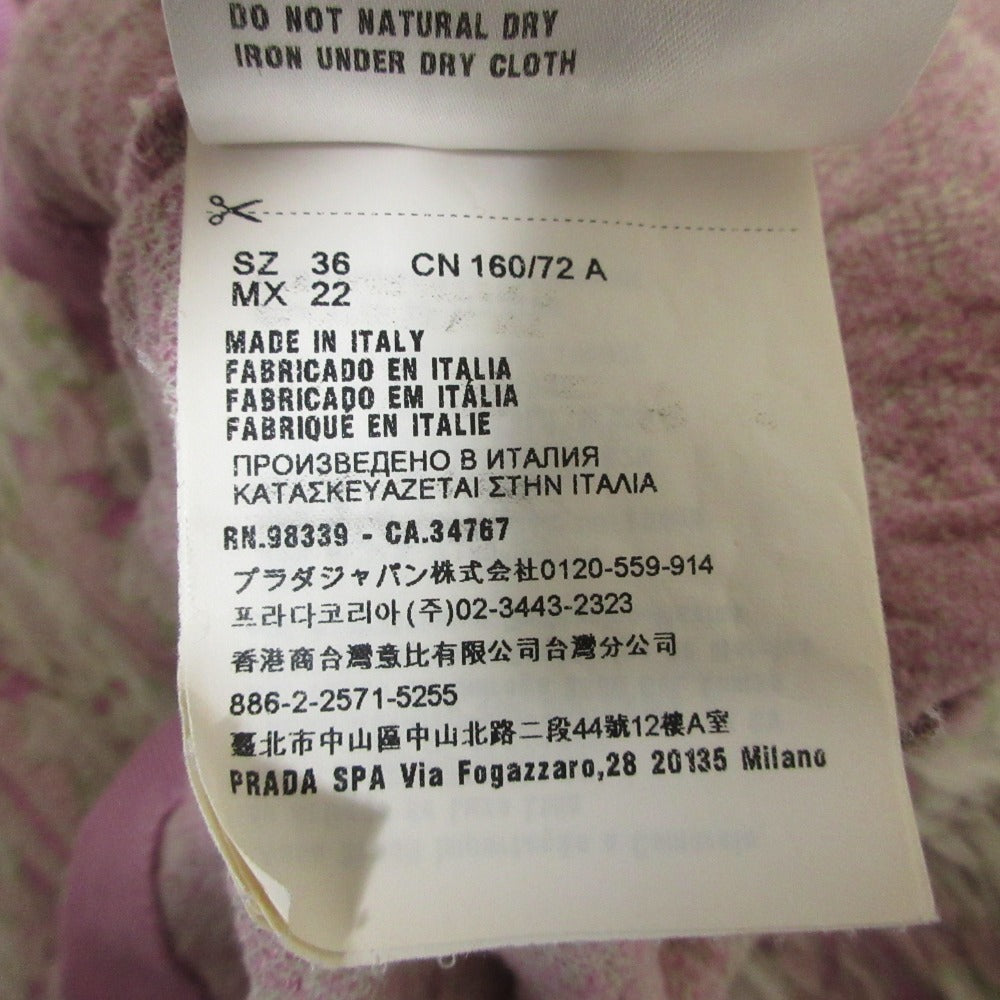 DO NOT NATURAL DRY
IRON UNDER DRY CLOTH
SZ 36 CN 160/72 A
MX 22
MADE IN ITALY
FABRICADO EN ITALIA
FABRICADO EM ITÁLIA
FABRIQUÉ EN ITALIE
ПРОИЗВЕДЕНО В ИТАЛИЯ
ΚΑΤΑΣΚΕΥΑΖΕΤΑΙ ΣΤΗΝ ΙΤΑΛΙΑ
RN.98339 - CA.34767
プラダジャパン株式会社0120-559-914
프라다코리아(주)02-3443-2323
香港商台灣意比有限公司台灣分公司
886-2-2571-5255
臺北市中山區中山北路二段44號12樓A室
PRADA SPA Via Fogazzaro,28 20135 Milano